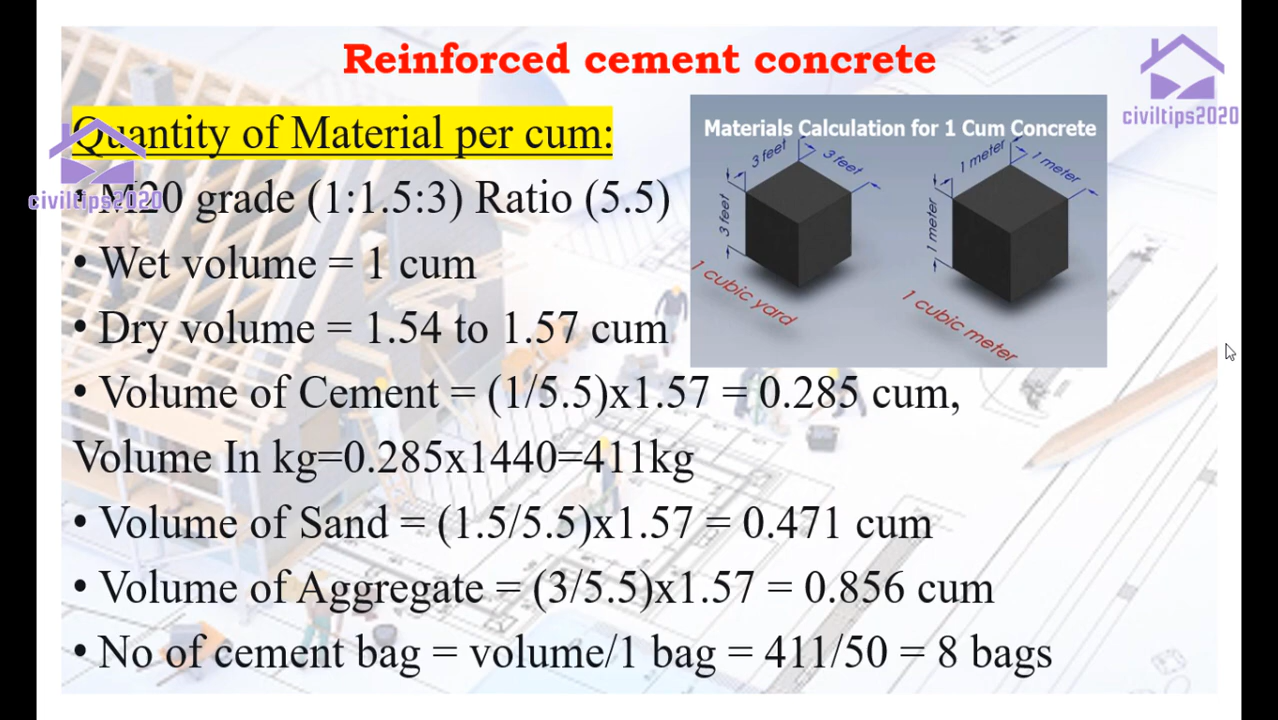 Reinforced cement concrete
civiltips2020
Quantity of Material per cum:
civiltips2020
• M20 grade (1:1.5:3) Ratio (5.5)
• Wet volume = 1 cum
• Dry volume = 1.54 to 1.57 cum
Materials Calculation for 1 Cum Concrete
3 feet
3 feet
3 feet
1 cubic yard
1 meter
1 meter
1 meter
1 cubic meter
• Volume of Cement = (1/5.5)x1.57 = 0.285 cum,
Volume In kg=0.285x1440=411kg
• Volume of Sand = (1.5/5.5)x1.57 = 0.471 cum
• Volume of Aggregate = (3/5.5)x1.57 = 0.856 cum
• No of cement bag = volume/1 bag = 411/50 = 8 bags